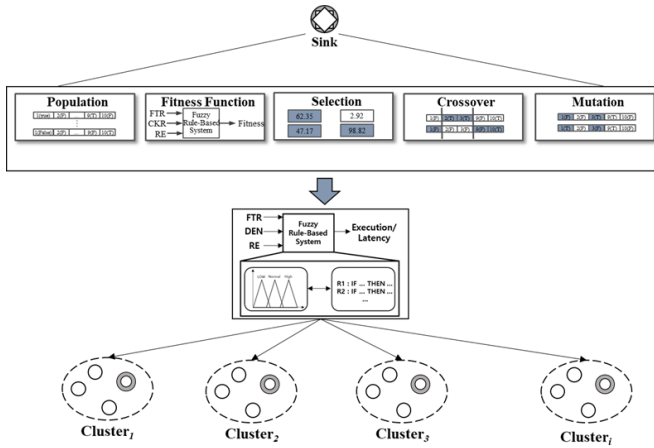 Sink
Population
Fitness Function
Selection
Crossover
Mutation
FTR
CKR
RE
Fuzzy
Rule-Based
System
Fitness
62.35
2.92
47.17
98.82
FTR
DEN
RE
Fuzzy
Rule-Based
System
Execution/
Latency
Low Normal High
R1 : IF ... THEN ...
R2 : IF ... THEN ...
...
Cluster1
Cluster2
Cluster3
Clusteri